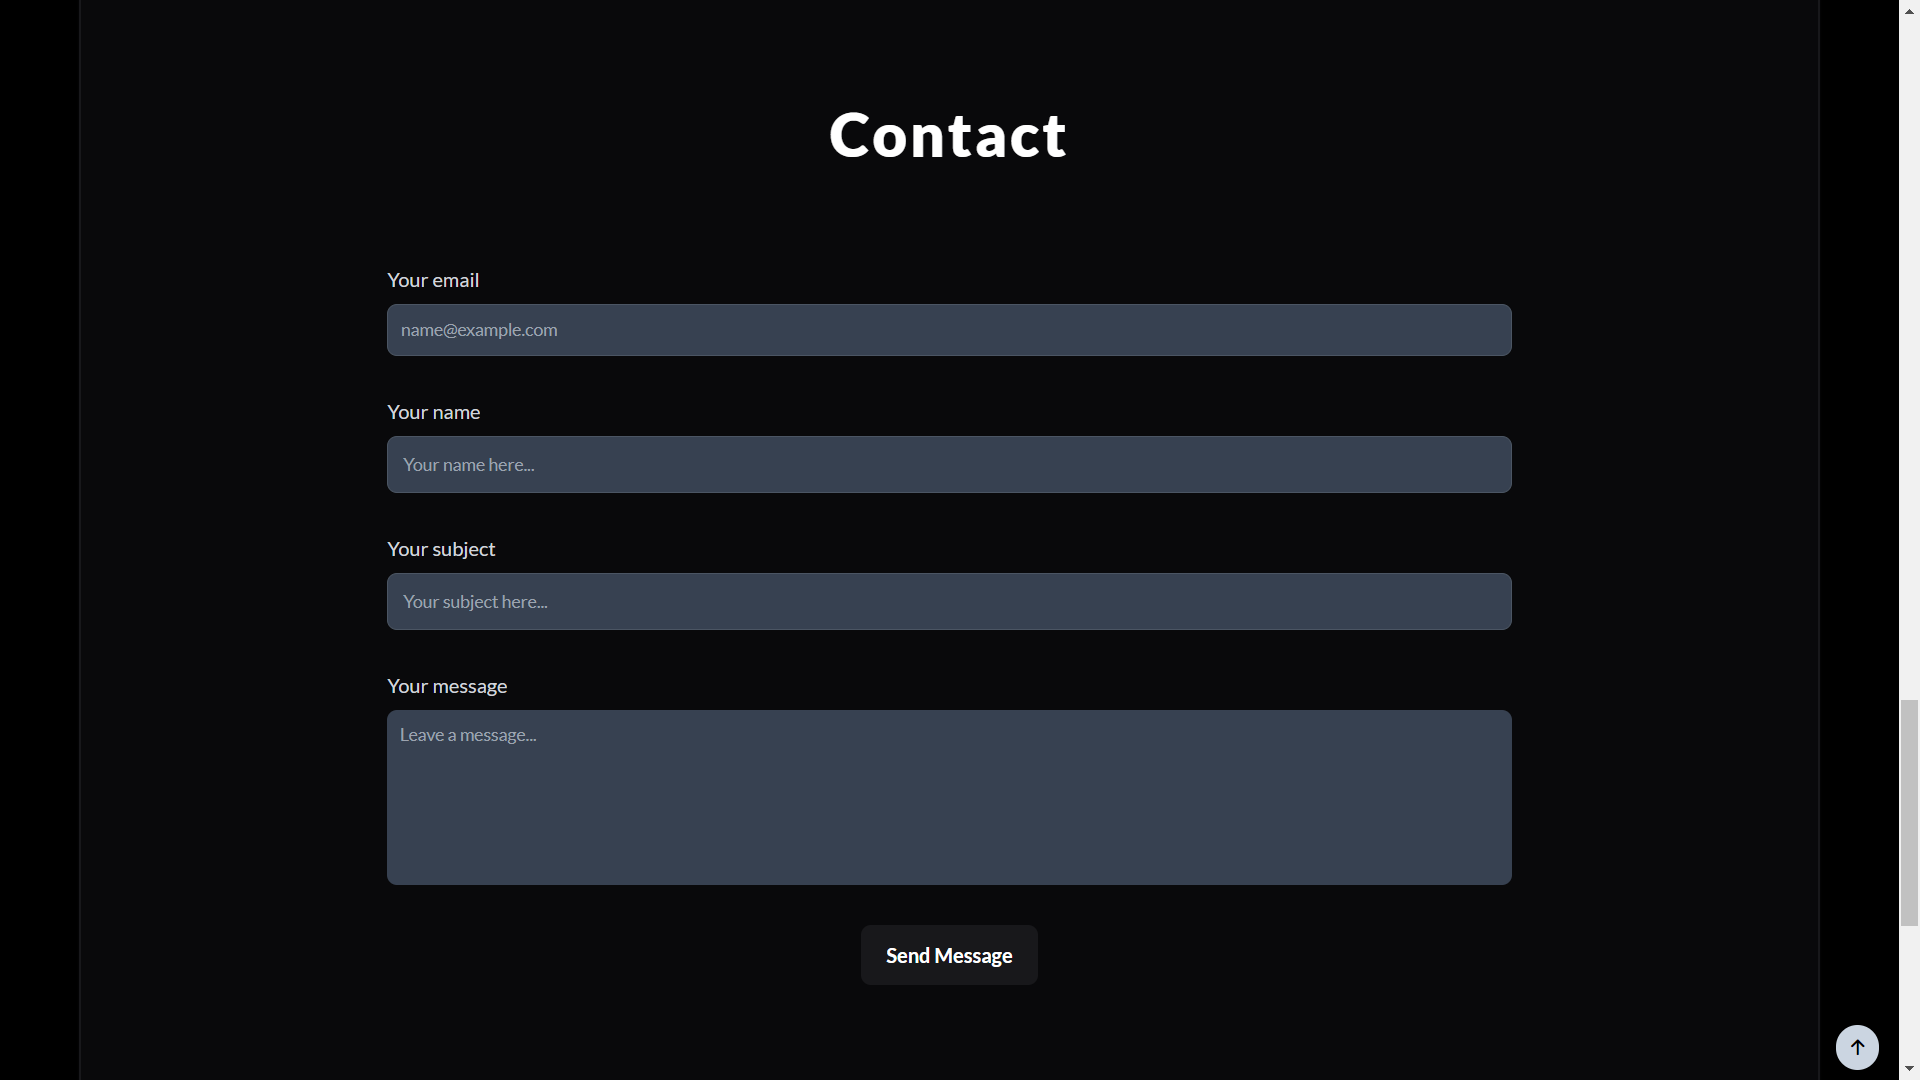 Contact
Your email
name@example.com
Your name
Your name here...
Your subject
Your subject here...
Your message
Leave a message...
Send Message